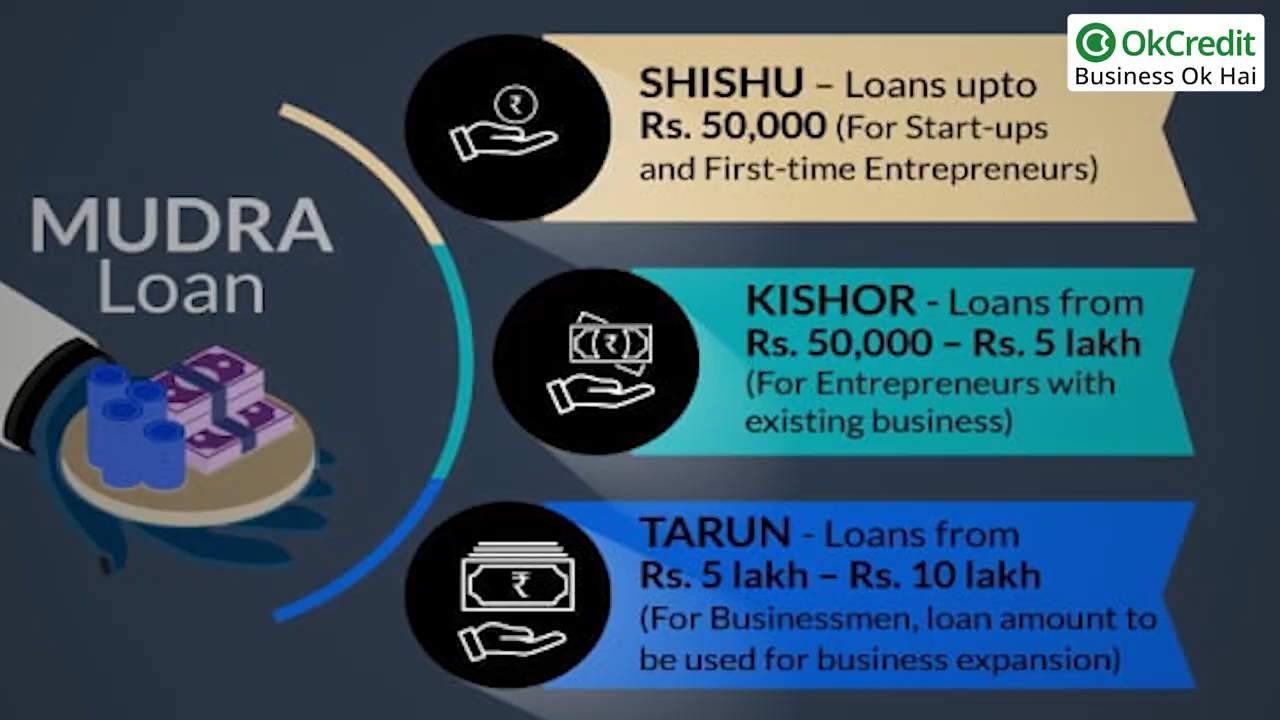 OkCredit
Business Ok Hai
MUDRA
Loan
SHISHU – Loans upto
Rs. 50,000 (For Start-ups
and First-time Entrepreneurs)
KISHOR - Loans from
Rs. 50,000 – Rs. 5 lakh
(For Entrepreneurs with
existing business)
TARUN - Loans from
Rs. 5 lakh – Rs. 10 lakh
(For Businessmen, loan amount to
be used for business expansion)
₹
₹
₹